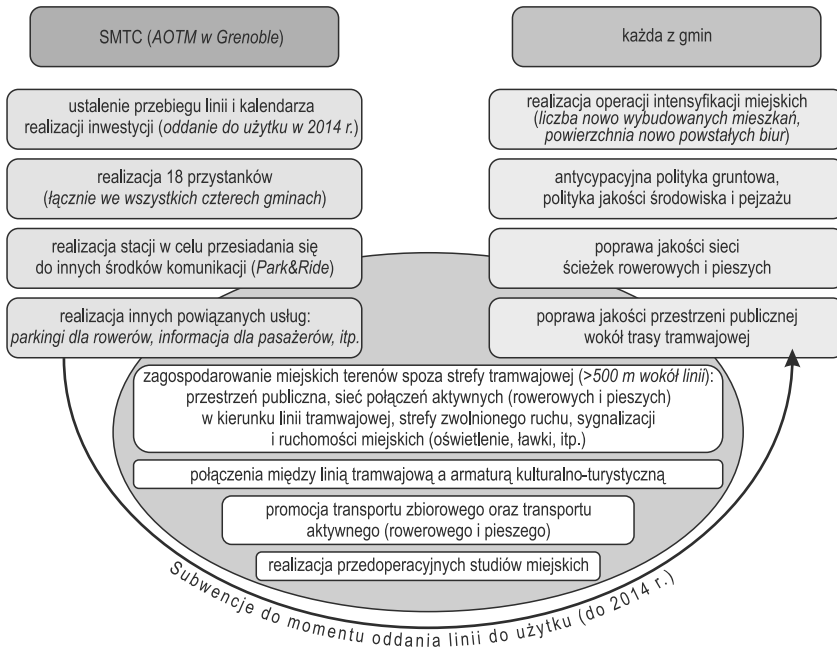 SMTC (AOTM w Grenoble)
ustalenie przebiegu linii i kalendarza
realizacji inwestycji (oddanie do użytku w 2014 r.)
realizacja 18 przystanków
(łącznie we wszystkich czterech gminach)
realizacja stacji w celu przesiadania się
do innych środków komunikacji (Park&Ride)
realizacja innych powiązanych usług:
parkingi dla rowerów, informacja dla pasażerów, itp.
każda z gmin
realizacja operacji intensyfikacji miejskich
(liczba nowo wybudowanych mieszkań,
powierzchnia nowo powstałych biur)
antycypacyjna polityka gruntowa,
polityka jakości środowiska i pejzażu
poprawa jakości sieci
ścieżek rowerowych i pieszych
poprawa jakości przestrzeni publicznej
wokół trasy tramwajowej
zagospodarowanie miejskich terenów spoza strefy tramwajowej (>500 m wokół linii):
przestrzeń publiczna, sieć połączeń aktywnych (rowerowych i pieszych)
w kierunku linii tramwajowej, strefy zwolnionego ruchu, sygnalizacji
i ruchomości miejskich (oświetlenie, ławki, itp.)
połączenia między linią tramwajową a armaturą kulturalno-turystyczną
promocja transportu zbiorowego oraz transportu
aktywnego (rowerowego i pieszego)
realizacja przedoperacyjnych studiów miejskich
Subwencje do momentu oddania linii do użytku (do 2014 r.)